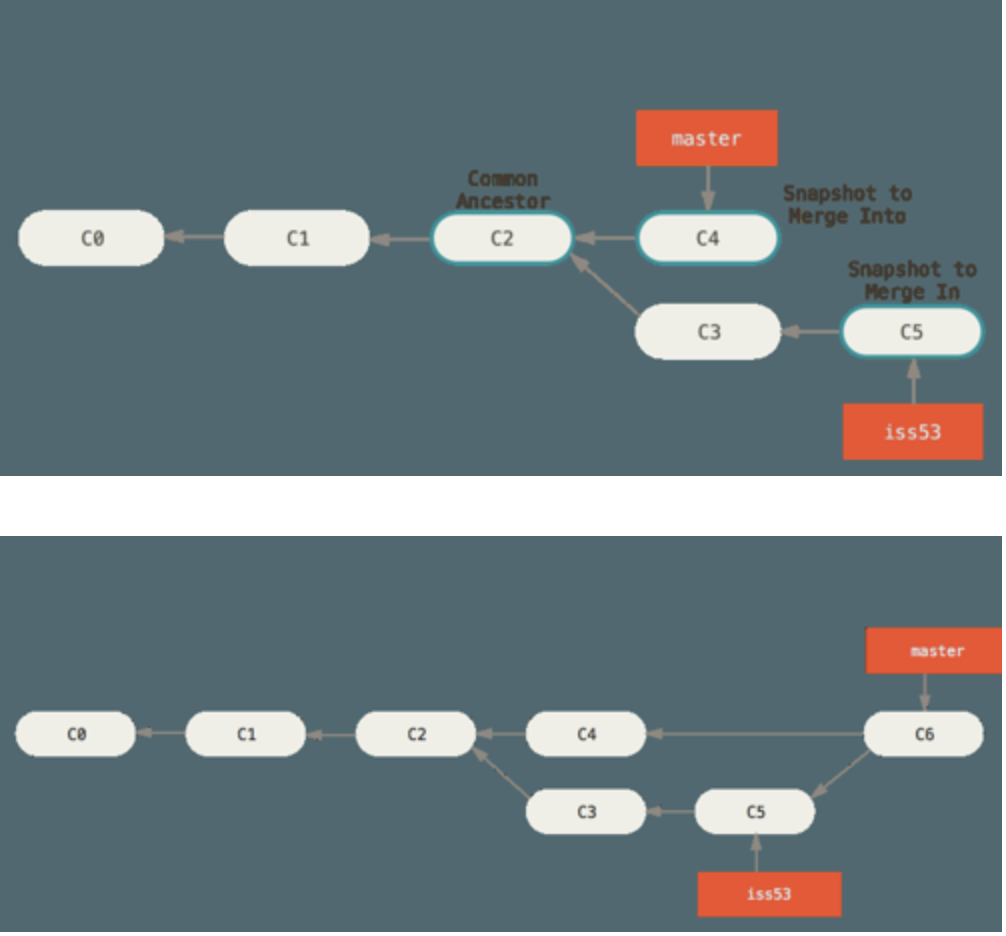 master
Common
Ancestor
Snapshot to
Merge Into
C0
C1
C2
C4
Snapshot to
Merge In
C3
C5
iss53
master
C0
C1
C2
C4
C6
C3
C5
iss53